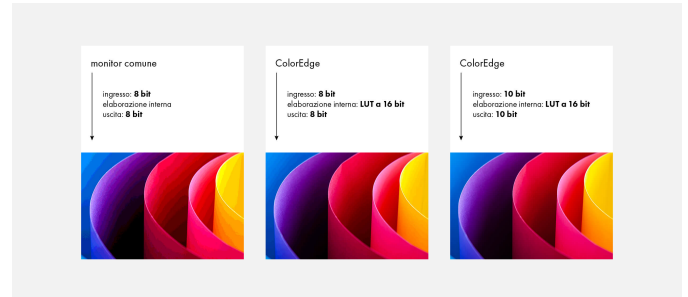 monitor comune
ingresso: 8 bit
elaborazione interna
uscita: 8 bit
ColorEdge
ingresso: 8 bit
elaborazione interna: LUT a 16 bit
uscita: 8 bit
ColorEdge
ingresso: 10 bit
elaborazione interna: LUT a 16 bit
uscita: 10 bit